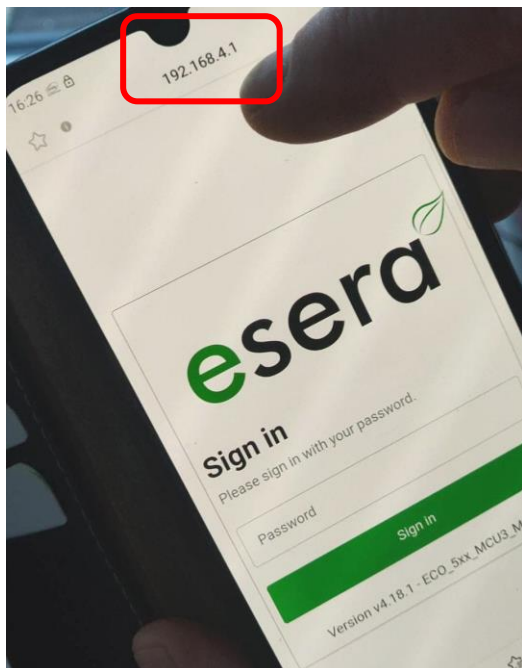 16:26
192.168.4.1
esera
Sign in
Please sign in with your password.
Password
Sign in
Version v4.18.1 - ECO_5xx_MCU3_M